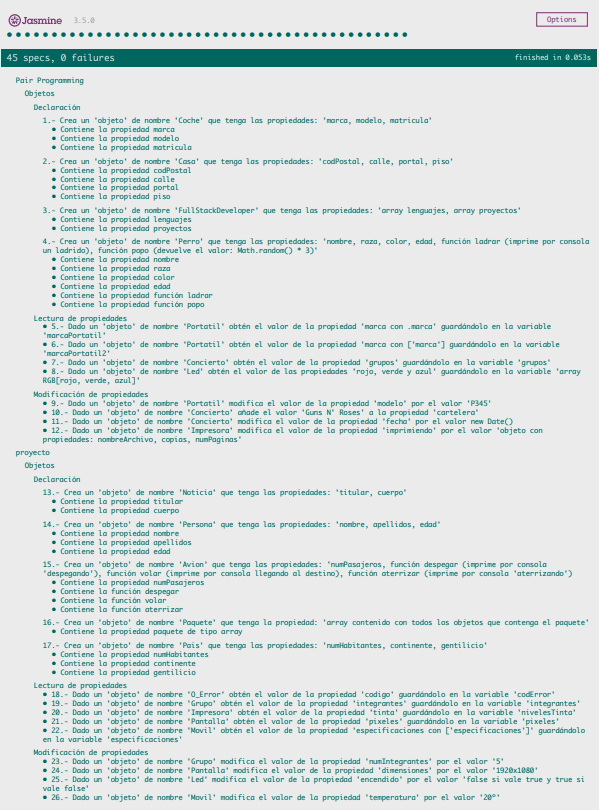 Jasmine 3.5.0
Options
45 specs, 0 failures
finished in 0.053s
Pair Programming
Objetos
Declaración
1.- Crea un 'objeto' de nombre 'Coche' que tenga las propiedades: 'marca, modelo, matricula'
• Contiene la propiedad marca
• Contiene la propiedad modelo
• Contiene la propiedad matricula
2.- Crea un 'objeto' de nombre 'Casa' que tenga las propiedades: 'codPostal, calle, portal, piso'
• Contiene la propiedad codPostal
• Contiene la propiedad calle
• Contiene la propiedad portal
• Contiene la propiedad piso
3.- Crea un 'objeto' de nombre 'FullStackDeveloper' que tenga las propiedades: 'array lenguajes, array proyectos'
• Contiene la propiedad lenguajes
• Contiene la propiedad proyectos
4.- Crea un 'objeto' de nombre 'Perro' que tenga las propiedades: 'nombre, raza, color, edad, función ladrar (imprime por consola
un ladrido), función popo (devuelve el valor: Math.random() * 3)'
• Contiene la propiedad nombre
• Contiene la propiedad raza
• Contiene la propiedad color
• Contiene la propiedad edad
• Contiene la propiedad función ladrar
• Contiene la propiedad función popo
Lectura de propiedades
• 5.- Dado un 'objeto' de nombre 'Portatil' obtén el valor de la propiedad 'marca con .marca' guardándolo en la variable
'marcaPortatil'
• 6.- Dado un 'objeto' de nombre 'Portatil' obtén el valor de la propiedad 'marca con ['marca'] guardándolo en la variable
'marcaPortatil2'
• 7.- Dado un 'objeto' de nombre 'Concierto' obtén el valor de la propiedad 'grupos' guardándolo en la variable 'grupos'
• 8.- Dado un 'objeto' de nombre 'Led' obtén el valor de las propiedades 'rojo, verde y azul' guardándolo en la variable 'array
RGB[rojo, verde, azul]'
Modificación de propiedades
• 9.- Dado un 'objeto' de nombre 'Portatil' modifica el valor de la propiedad 'modelo' por el valor 'P345'
• 10.- Dado un 'objeto' de nombre 'Concierto' añade el valor 'Guns N' Roses' a la propiedad 'cartelera'
• 11.- Dado un 'objeto' de nombre 'Concierto' modifica el valor de la propiedad 'fecha' por el valor new Date()
• 12.- Dado un 'objeto' de nombre 'Impresora' modifica el valor de la propiedad 'imprimiendo' por el valor 'objeto con
propiedades: nombreArchivo, copias, numPaginas'
proyecto
Objetos
Declaración
13.- Crea un 'objeto' de nombre 'Noticia' que tenga las propiedades: 'titular, cuerpo'
• Contiene la propiedad titular
• Contiene la propiedad cuerpo
14.- Crea un 'objeto' de nombre 'Persona' que tenga las propiedades: 'nombre, apellidos, edad'
• Contiene la propiedad nombre
• Contiene la propiedad apellidos
• Contiene la propiedad edad
15.- Crea un 'objeto' de nombre 'Avion' que tenga las propiedades: 'numPasajeros, función despegar (imprime por consola
'despegando'), función volar (imprime por consola llegando al destino), función aterrizar (imprime por consola 'aterrizando')
• Contiene la propiedad numPasajeros
• Contiene la función despegar
• Contiene la función volar
• Contiene la función aterrizar
16.- Crea un 'objeto' de nombre 'Paquete' que tenga la propiedad: 'array contenido con todos los objetos que contenga el paquete'
• Contiene la propiedad paquete de tipo array
17.- Crea un 'objeto' de nombre 'Pais' que tenga las propiedades: 'numHabitantes, continente, gentilicio'
• Contiene la propiedad numHabitantes
• Contiene la propiedad continente
• Contiene la propiedad gentilicio
Lectura de propiedades
• 18.- Dado un 'objeto' de nombre 'O_Error' obtén el valor de la propiedad 'codigo' guardándolo en la variable 'codError'
• 19.- Dado un 'objeto' de nombre 'Grupo' obtén el valor de la propiedad 'integrantes' guardándolo en la variable 'integrantes'
• 20.- Dado un 'objeto' de nombre 'Impresora' obtén el valor de la propiedad 'tinta' guardándolo en la variable 'nivelesTinta'
• 21.- Dado un 'objeto' de nombre 'Pantalla' obtén el valor de la propiedad 'pixeles' guardándolo en la variable 'pixeles'
• 22.- Dado un 'objeto' de nombre 'Movil' obtén el valor de la propiedad 'especificaciones con ['especificaciones']' guardándolo
en la variable 'especificaciones'
Modificación de propiedades
• 23.- Dado un 'objeto' de nombre 'Grupo' modifica el valor de la propiedad 'numIntegrantes' por el valor '5'
• 24.- Dado un 'objeto' de nombre 'Pantalla' modifica el valor de la propiedad 'dimensiones' por el valor '1920x1080'
• 25.- Dado un 'objeto' de nombre 'Led' modifica el valor de la propiedad 'encendido' por el valor 'false si vale true y true si
vale false'
• 26.- Dado un 'objeto' de nombre 'Movil' modifica el valor de la propiedad 'temperatura' por el valor '20º'